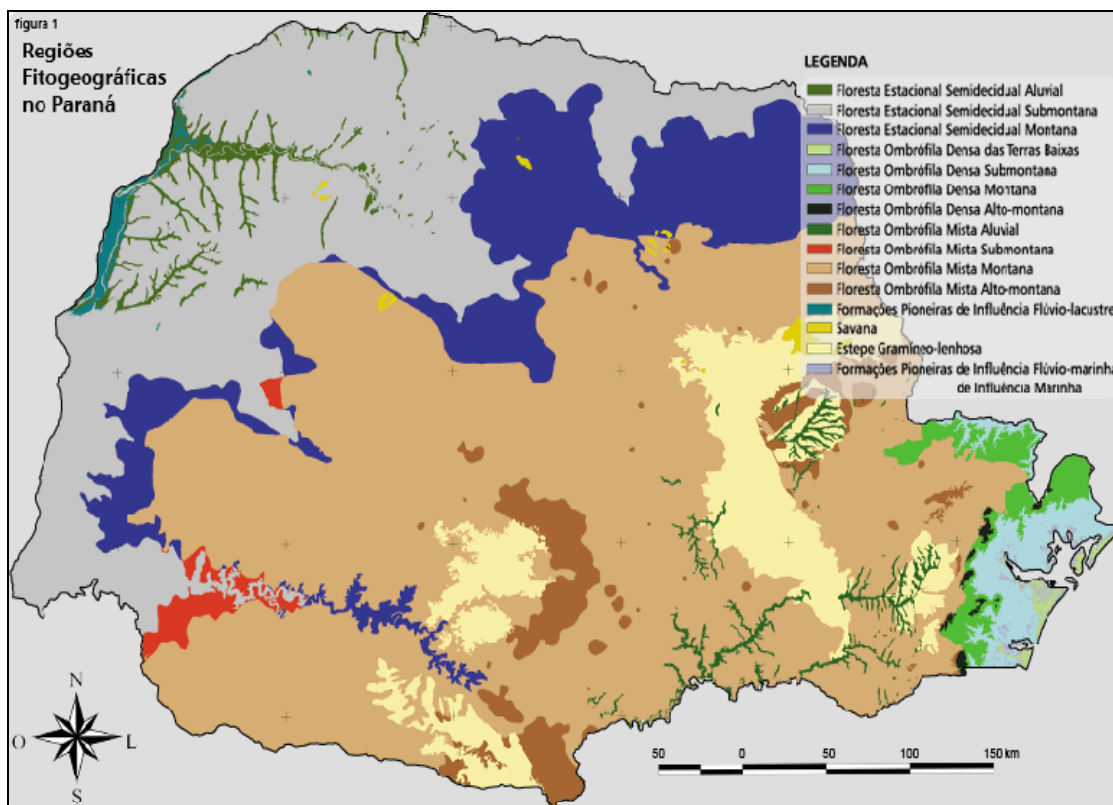 figura 1
Regiões
Fitogeográficas
no Paraná
LEGENDA
Floresta Estacional Semidecidual Aluvial
Floresta Estacional Semidecidual Submontana
Floresta Estacional Semidecidual Montana
Floresta Ombrófila Densa das Terras Baixas
Floresta Ombrófila Densa Submontana
Floresta Ombrófila Densa Montana
Floresta Ombrófila Densa Alto-montana
Floresta Ombrófila Mista Aluvial
Floresta Ombrófila Mista Submontana
Floresta Ombrófila Mista Montana
Floresta Ombrófila Mista Alto-montana
Formações Pioneiras de Influência Flúvio-lacustre
Savana
Estepe Gramíneo-lenhosa
Formações Pioneiras de Influência Flúvio-marinha
de Influência Marinha
N
O L
S
50 0 50 100 150 km